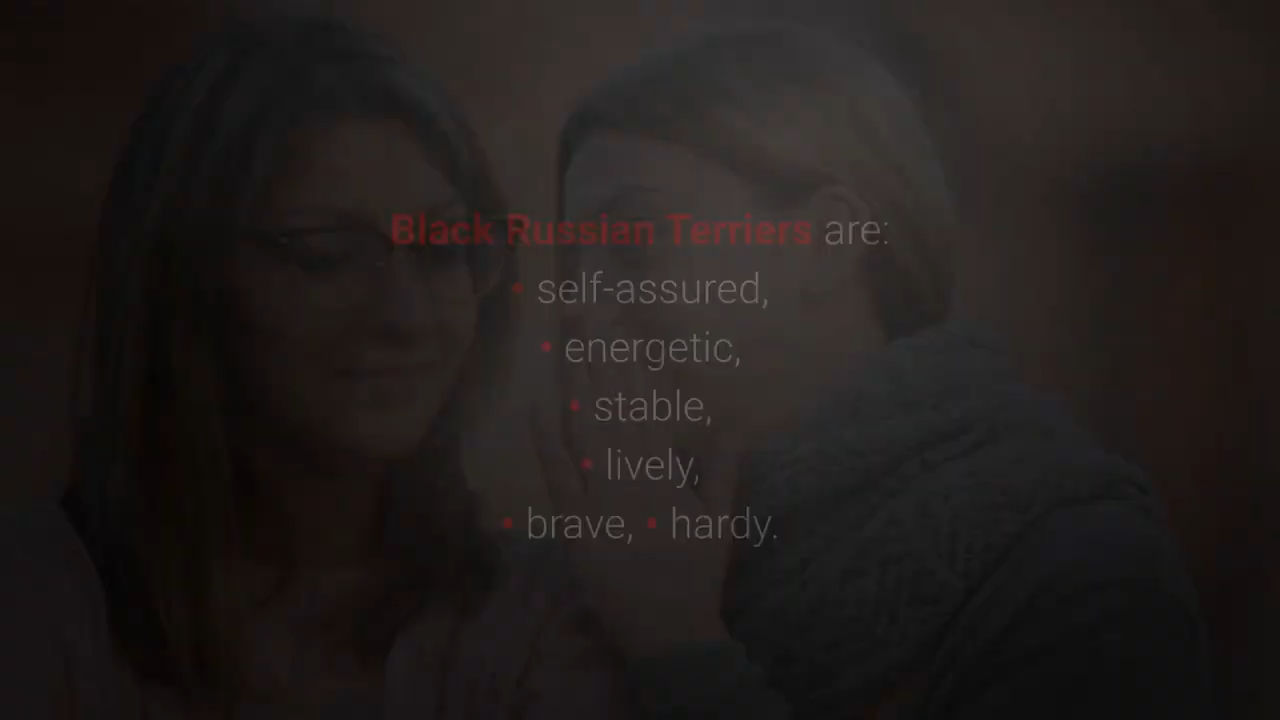 Black Russian Terriers are:
• self-assured,
• energetic,
• stable,
• lively,
• brave, • hardy.